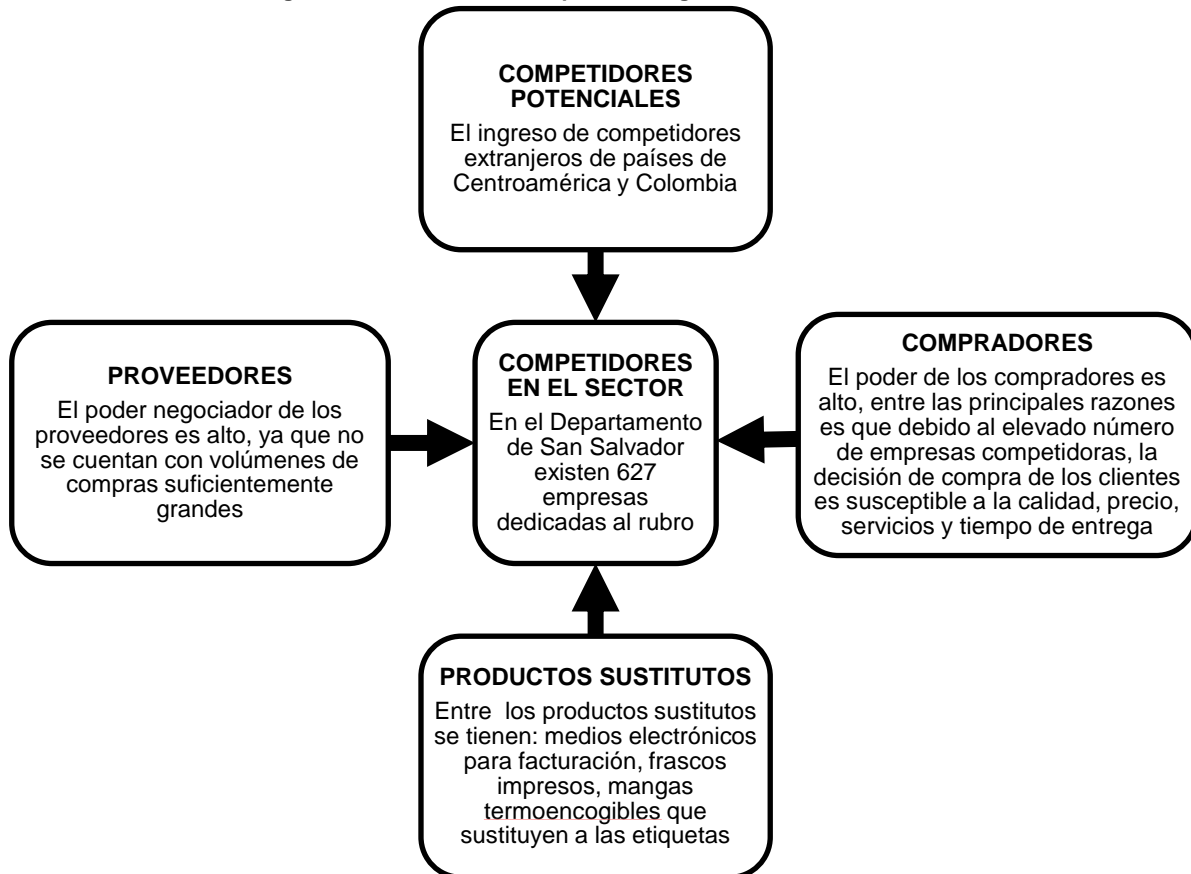 COMPETIDORES
POTENCIALES
El ingreso de competidores
extranjeros de países de
Centroamérica y Colombia
PROVEEDORES
El poder negociador de los
proveedores es alto, ya que no
se cuentan con volúmenes de
compras suficientemente
grandes
COMPETIDORES
EN EL SECTOR
En el Departamento
de San Salvador
existen 627
empresas
dedicadas al rubro
COMPRADORES
El poder de los compradores es
alto, entre las principales razones
es que debido al elevado número
de empresas competidoras, la
decisión de compra de los clientes
es susceptible a la calidad, precio,
servicios y tiempo de entrega
PRODUCTOS SUSTITUTOS
Entre los productos sustitutos
se tienen: medios electrónicos
para facturación, frascos
impresos, mangas
termoencogibles que
sustituyen a las etiquetas